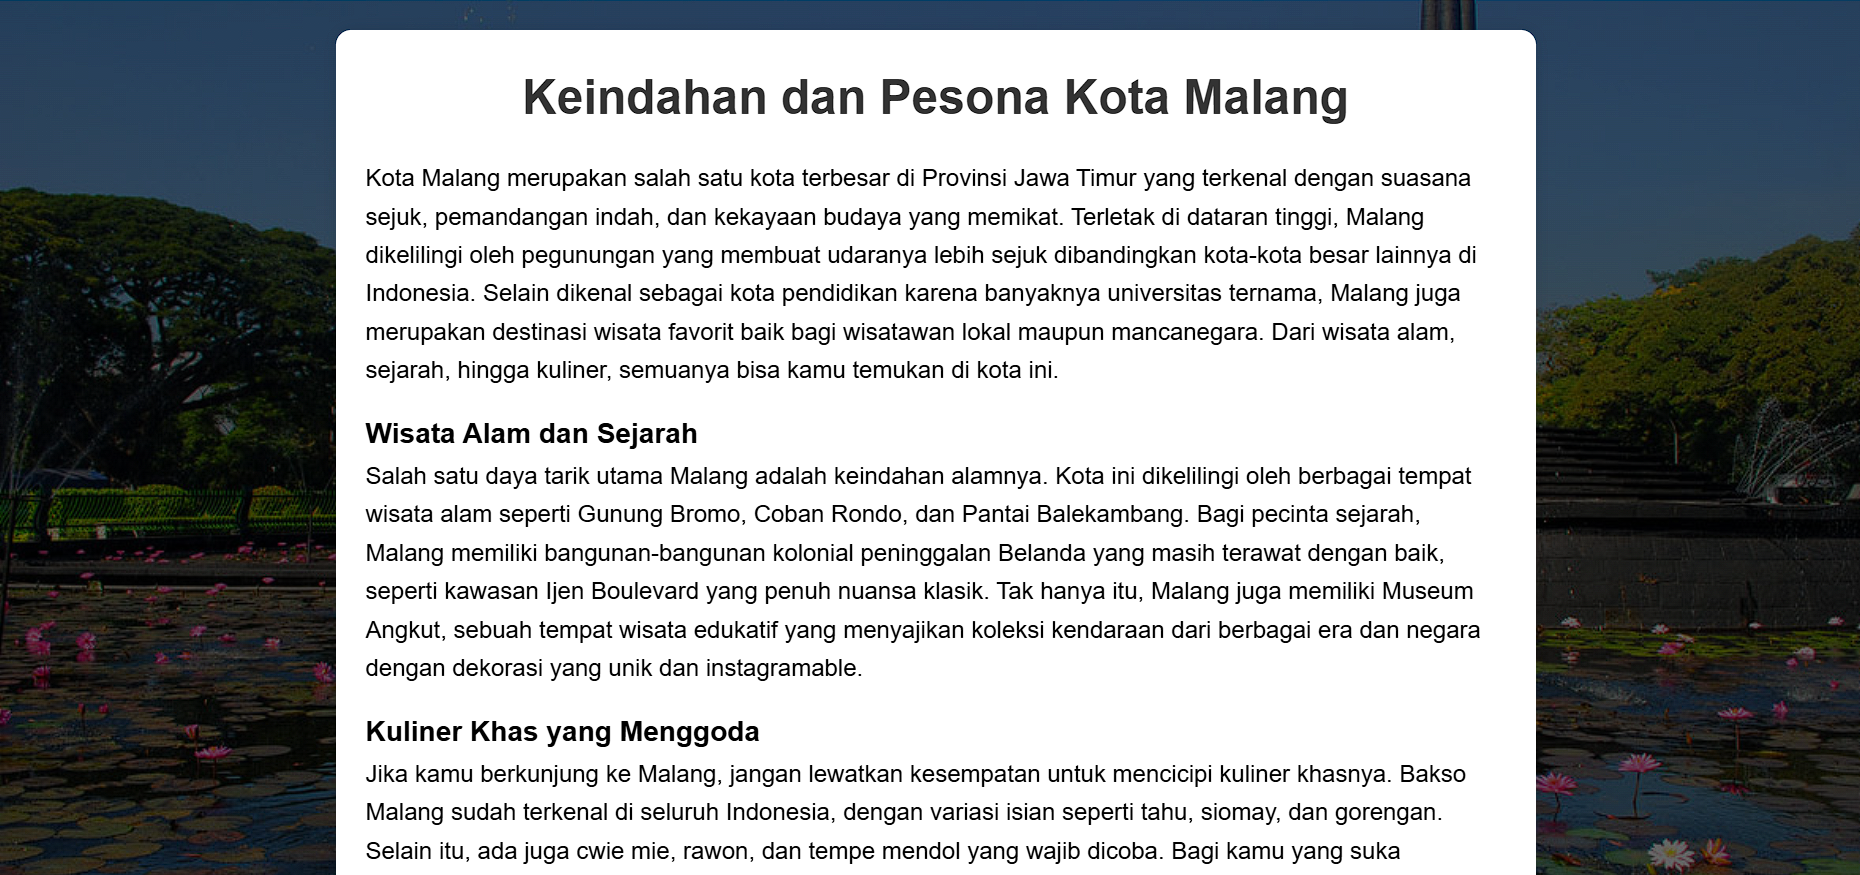 Keindahan dan Pesona Kota Malang
Kota Malang merupakan salah satu kota terbesar di Provinsi Jawa Timur yang terkenal dengan suasana
sejuk, pemandangan indah, dan kekayaan budaya yang memikat. Terletak di dataran tinggi, Malang
dikelilingi oleh pegunungan yang membuat udaranya lebih sejuk dibandingkan kota-kota besar lainnya di
Indonesia. Selain dikenal sebagai kota pendidikan karena banyaknya universitas ternama, Malang juga
merupakan destinasi wisata favorit baik bagi wisatawan lokal maupun mancanegara. Dari wisata alam,
sejarah, hingga kuliner, semuanya bisa kamu temukan di kota ini.
Wisata Alam dan Sejarah
Salah satu daya tarik utama Malang adalah keindahan alamnya. Kota ini dikelilingi oleh berbagai tempat
wisata alam seperti Gunung Bromo, Coban Rondo, dan Pantai Balekambang. Bagi pecinta sejarah,
Malang memiliki bangunan-bangunan kolonial peninggalan Belanda yang masih terawat dengan baik,
seperti kawasan Ijen Boulevard yang penuh nuansa klasik. Tak hanya itu, Malang juga memiliki Museum
Angkut, sebuah tempat wisata edukatif yang menyajikan koleksi kendaraan dari berbagai era dan negara
dengan dekorasi yang unik dan instagramable.
Kuliner Khas yang Menggoda
Jika kamu berkunjung ke Malang, jangan lewatkan kesempatan untuk mencicipi kuliner khasnya. Bakso
Malang sudah terkenal di seluruh Indonesia, dengan variasi isian seperti tahu, siomay, dan gorengan.
Selain itu, ada juga cwie mie, rawon, dan tempe mendol yang wajib dicoba. Bagi kamu yang suka